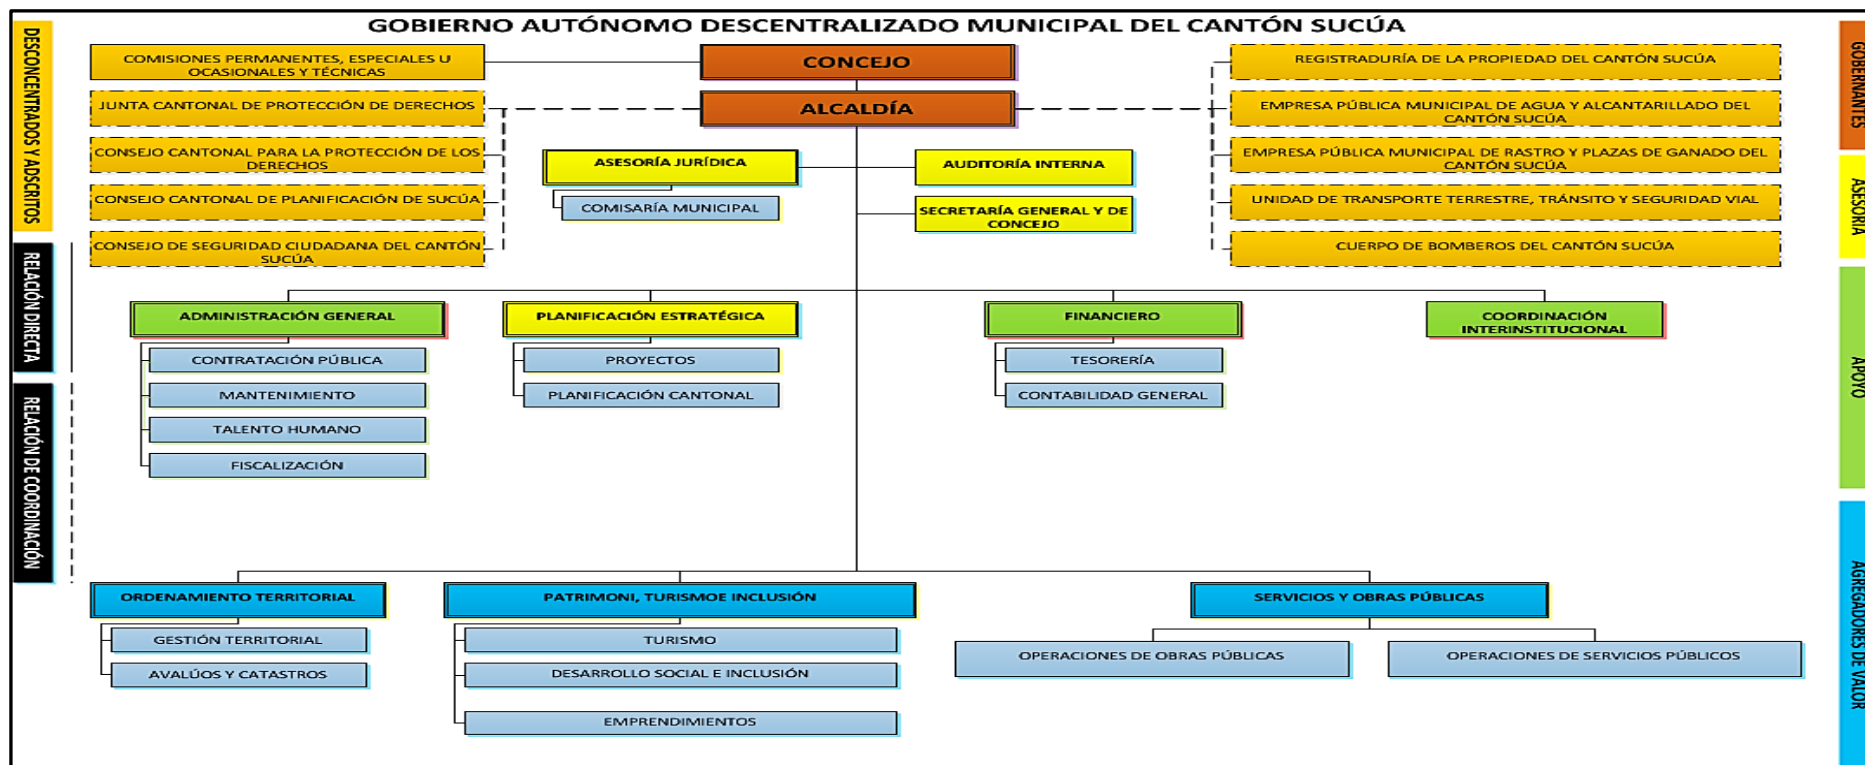 GOBIERNO AUTÓNOMO DESCENTRALIZADO MUNICIPAL DEL CANTÓN SUCÚA
DESCONCENTRADOS Y ADSCRITOS
RELACIÓN DIRECTA
RELACIÓN DE COORDINACIÓN
COMISIONES PERMANENTES, ESPECIALES U
OCASIONALES Y TÉCNICAS
JUNTA CANTONAL DE PROTECCIÓN DE DERECHOS
CONSEJO CANTONAL PARA LA PROTECCIÓN DE LOS
DERECHOS
CONSEJO CANTONAL DE PLANIFICACIÓN DE SUCÚA
CONSEJO DE SEGURIDAD CIUDADANA DEL CANTÓN
SUCÚA
CONCEJO
ALCALDÍA
ASESORÍA JURÍDICA
COMISARÍA MUNICIPAL
AUDITORÍA INTERNA
SECRETARÍA GENERAL Y DE
CONCEJO
REGISTRADURÍA DE LA PROPIEDAD DEL CANTÓN SUCÚA
EMPRESA PÚBLICA MUNICIPAL DE AGUA Y ALCANTARILLADO DEL
CANTÓN SUCÚA
EMPRESA PÚBLICA MUNICIPAL DE RASTRO Y PLAZAS DE GANADO DEL
CANTÓN SUCÚA
UNIDAD DE TRANSPORTE TERRESTRE, TRÁNSITO Y SEGURIDAD VIAL
CUERPO DE BOMBEROS DEL CANTÓN SUCÚA
ADMINISTRACIÓN GENERAL
CONTRATACIÓN PÚBLICA
MANTENIMIENTO
TALENTO HUMANO
FISCALIZACIÓN
PLANIFICACIÓN ESTRATÉGICA
PROYECTOS
PLANIFICACIÓN CANTONAL
FINANCIERO
TESORERÍA
CONTABILIDAD GENERAL
COORDINACIÓN
INTERINSTITUCIONAL
ORDENAMIENTO TERRITORIAL
GESTIÓN TERRITORIAL
AVALÚOS Y CATASTROS
PATRIMONI, TURISMOE INCLUSIÓN
TURISMO
DESARROLLO SOCIAL E INCLUSIÓN
EMPRENDIMIENTOS
SERVICIOS Y OBRAS PÚBLICAS
OPERACIONES DE OBRAS PÚBLICAS
OPERACIONES DE SERVICIOS PÚBLICOS
GOBERNANTES
ASESORIA
APOYO
AGREGADORES DE VALOR